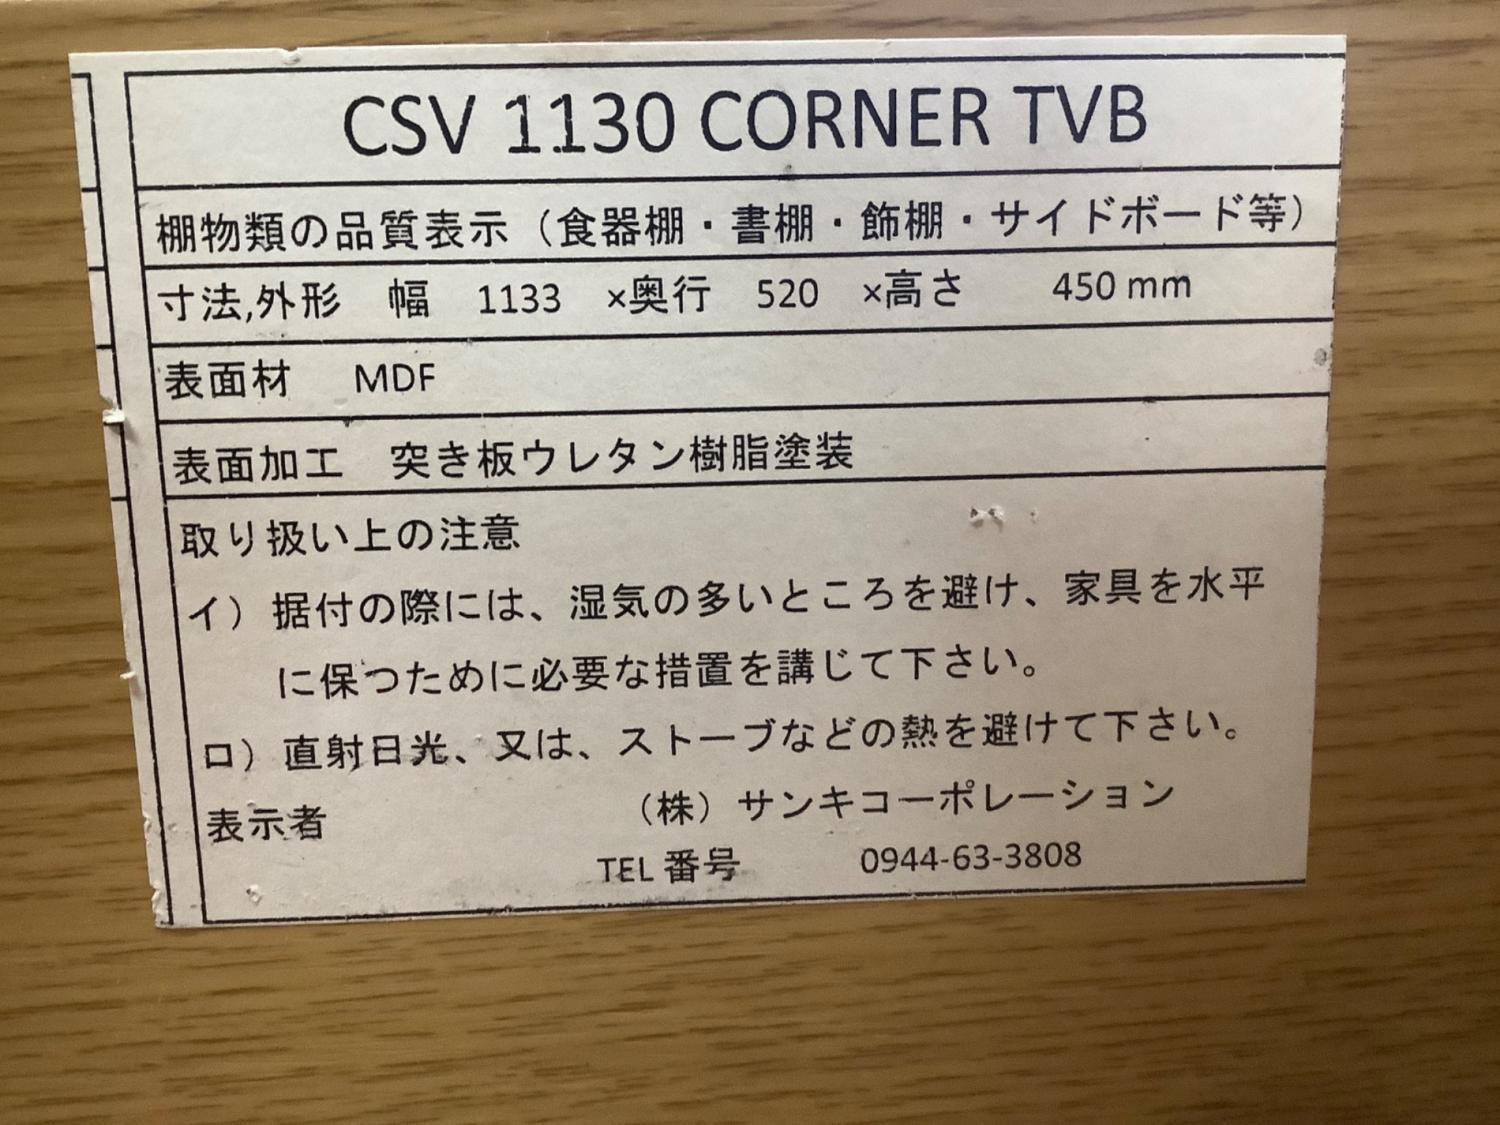 CSV 1130 CORNER TVB
棚物類の品質表示（食器棚・書棚・飾棚・サイドボード等）
寸法,外形　幅　1133　×奥行　520　×高さ　450 mm
表面材　MDF
表面加工　突き板ウレタン樹脂塗装
取り扱い上の注意
イ）据付の際には、湿気の多いところを避け、家具を水平
に保つために必要な措置を講じて下さい。
ロ）直射日光、又は、ストーブなどの熱を避けて下さい。
表示者　（株）サンキコーポレーション
TEL 番号　0944-63-3808